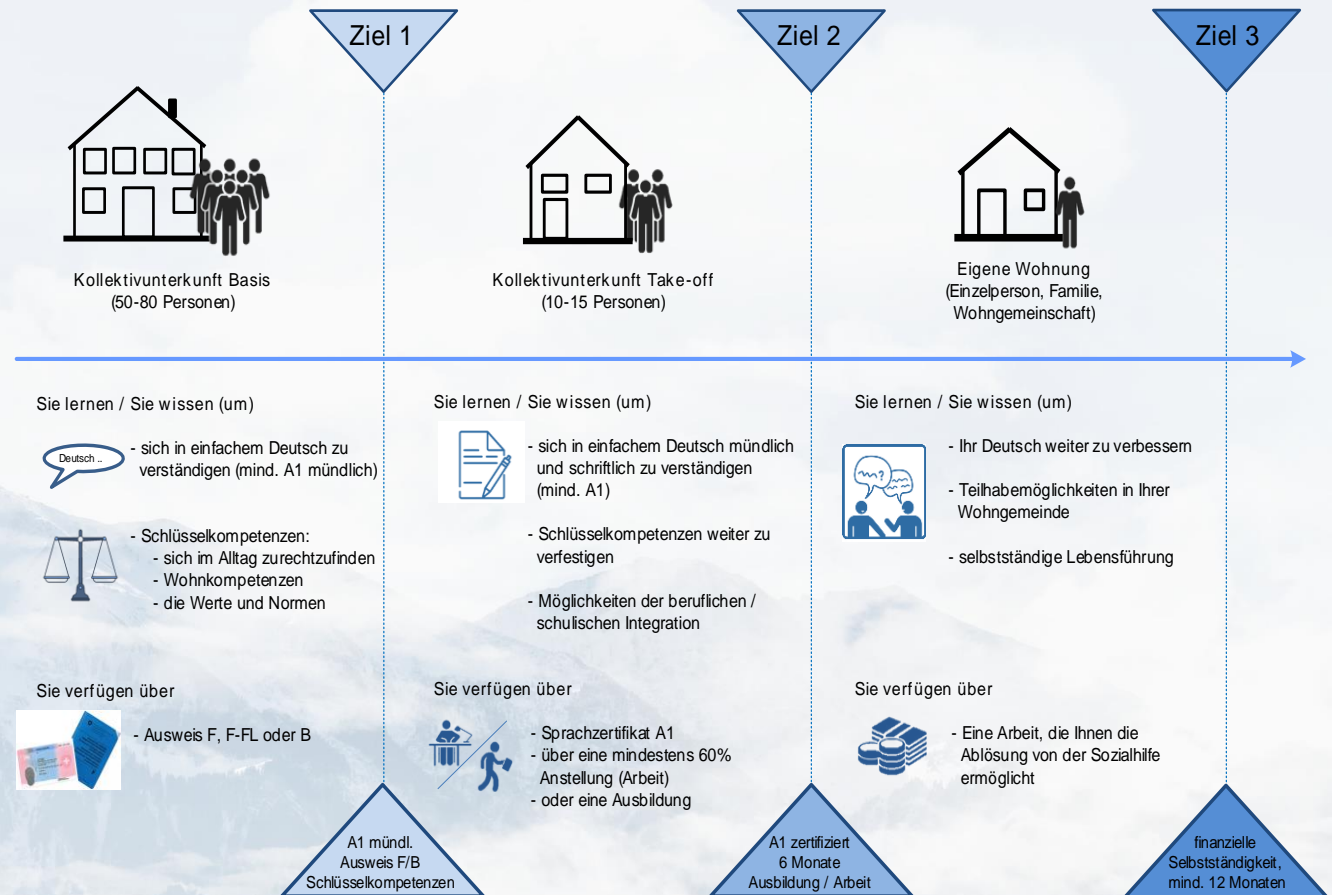 Ziel 1
Ziel 2
Ziel 3
Kollektivunterkunft Basis
(50-80 Personen)
Kollektivunterkunft Take-off
(10-15 Personen)
Eigene Wohnung
(Einzelperson, Familie,
Wohngemeinschaft)
Sie lernen / Sie wissen (um)
Deutsch ..
- sich in einfachem Deutsch zu
verständigen (mind. A1 mündlich)
- Schlüsselkompetenzen:
- sich im Alltag zurechtzufinden
- Wohnkompetenzen
- die Werte und Normen
Sie verfügen über
- Ausweis F, F-FL oder B
A1 mündl.
Ausweis F/B
Schlüsselkompetenzen
Sie lernen / Sie wissen (um)
- sich in einfachem Deutsch mündlich
und schriftlich zu verständigen
(mind. A1)
- Schlüsselkompetenzen weiter zu
verfestigen
- Möglichkeiten der beruflichen /
schulischen Integration
Sie verfügen über
- Sprachzertifikat A1
- über eine mindestens 60%
Anstellung (Arbeit)
- oder eine Ausbildung
A1 zertifiziert
6 Monate
Ausbildung / Arbeit
Sie lernen / Sie wissen (um)
- Ihr Deutsch weiter zu verbessern
- Teilhabemöglichkeiten in Ihrer
Wohngemeinde
- selbstständige Lebensführung
Sie verfügen über
- Eine Arbeit, die Ihnen die
Ablösung von der Sozialhilfe
ermöglicht
finanzielle
Selbstständigkeit,
mind. 12 Monaten